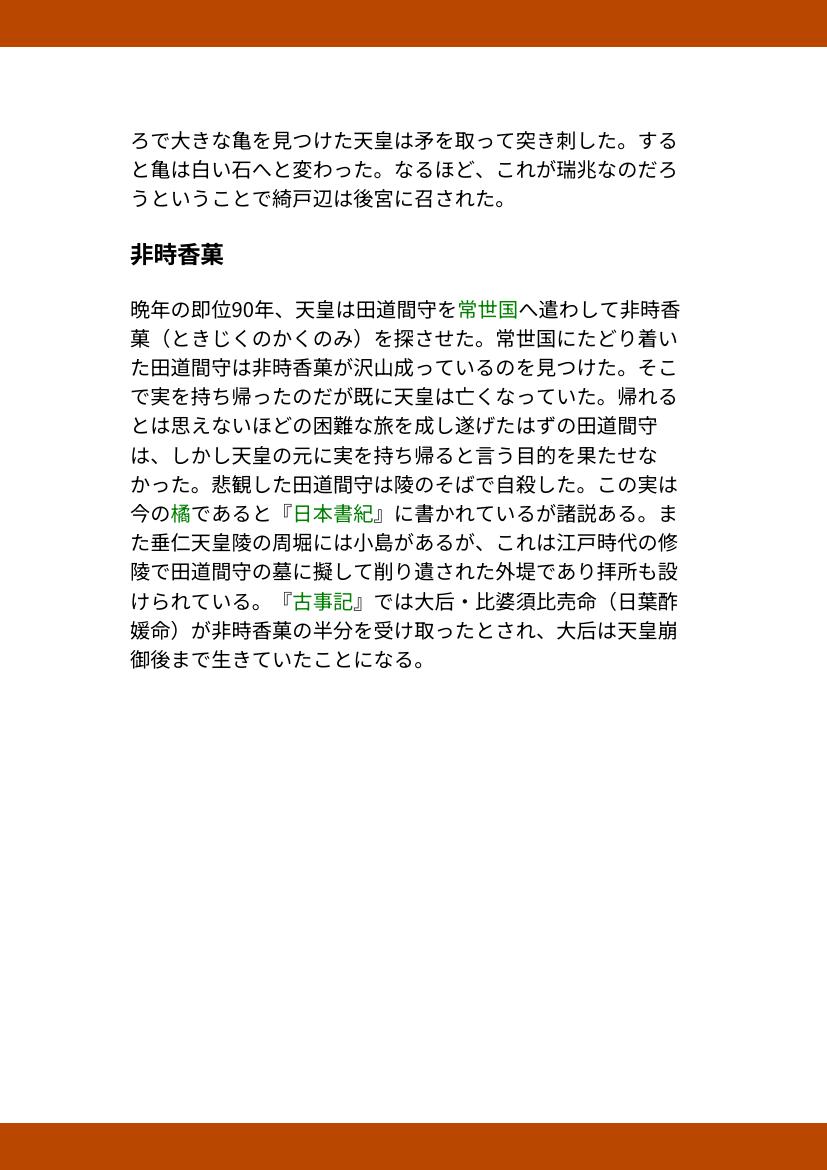 ろで大きな亀を見つけた天皇は矛を取って突き刺した。する
と亀は白い石へと変わった。なるほど、これが瑞兆なのだろ
うということで綺戸辺は後宮に召された。
非時香菓
晩年の即位90年、天皇は田道間守を常世国へ遣わして非時香
菓（ときじくのかくのみ）を探させた。常世国にたどり着い
た田道間守は非時香菓が沢山成っているのを見つけた。そこ
で実を持ち帰ったのだが既に天皇は亡くなっていた。帰れる
とは思えないほどの困難な旅を成し遂げたはずの田道間守
は、しかし天皇の元に実を持ち帰ると言う目的を果たせな
かった。悲観した田道間守は陵のそばで自殺した。この実は
今の橘であると『日本書紀』に書かれているが諸説ある。ま
た垂仁天皇陵の周堀には小島があるが、これは江戸時代の修
陵で田道間守の墓に擬して削り遺された外堤であり拝所も設
けられている。『古事記』では大后・比婆須比売命（日葉酢
媛命）が非時香菓の半分を受け取ったとされ、大后は天皇崩
御後まで生きていたことになる。